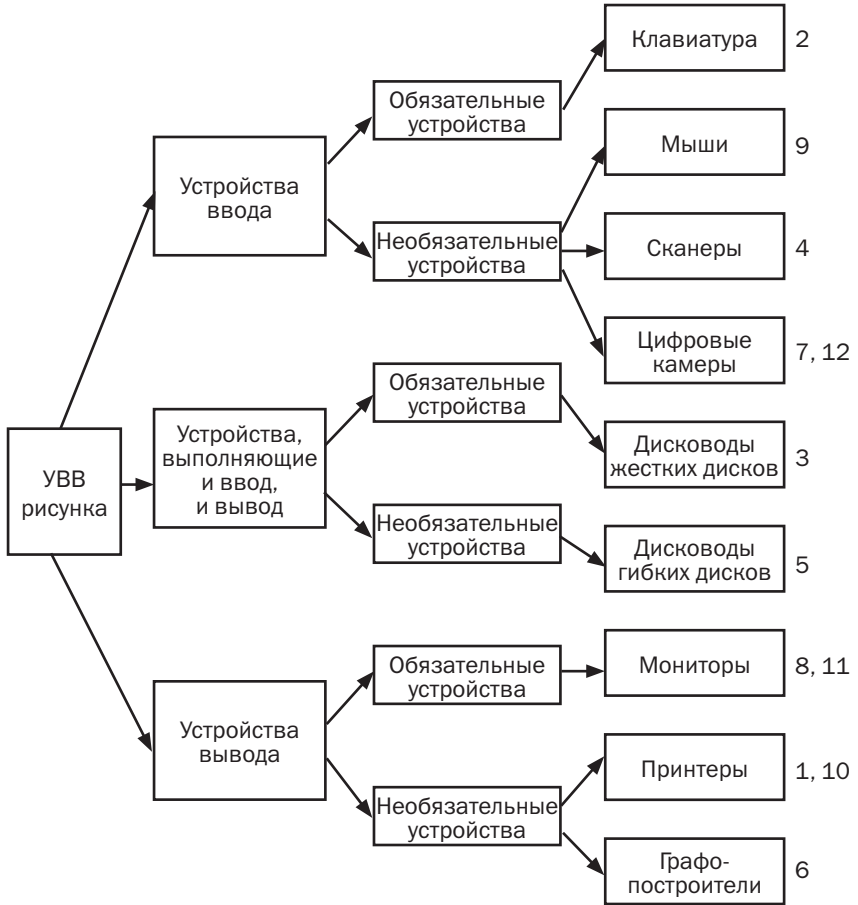 Клавиатура 2
Обязательные
устройства
Мыши 9
Устройства
ввода
Необязательные
устройства
Сканеры 4
Цифровые
камеры
7, 12
Обязательные
устройства
УВВ
рисунка
Устройства,
выполняющие
и ввод,
и вывод
Дисководы
жестких дисков
3
Необязательные
устройства
Дисководы
гибких дисков
5
Обязательные
устройства
Мониторы 8, 11
Устройства
вывода
Принтеры 1, 10
Необязательные
устройства
Графо-
построители
6